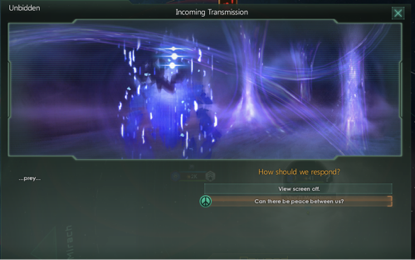 Unbidden
Incoming Transmission
...prey...
How should we respond?
View screen off.
Can there be peace between us?